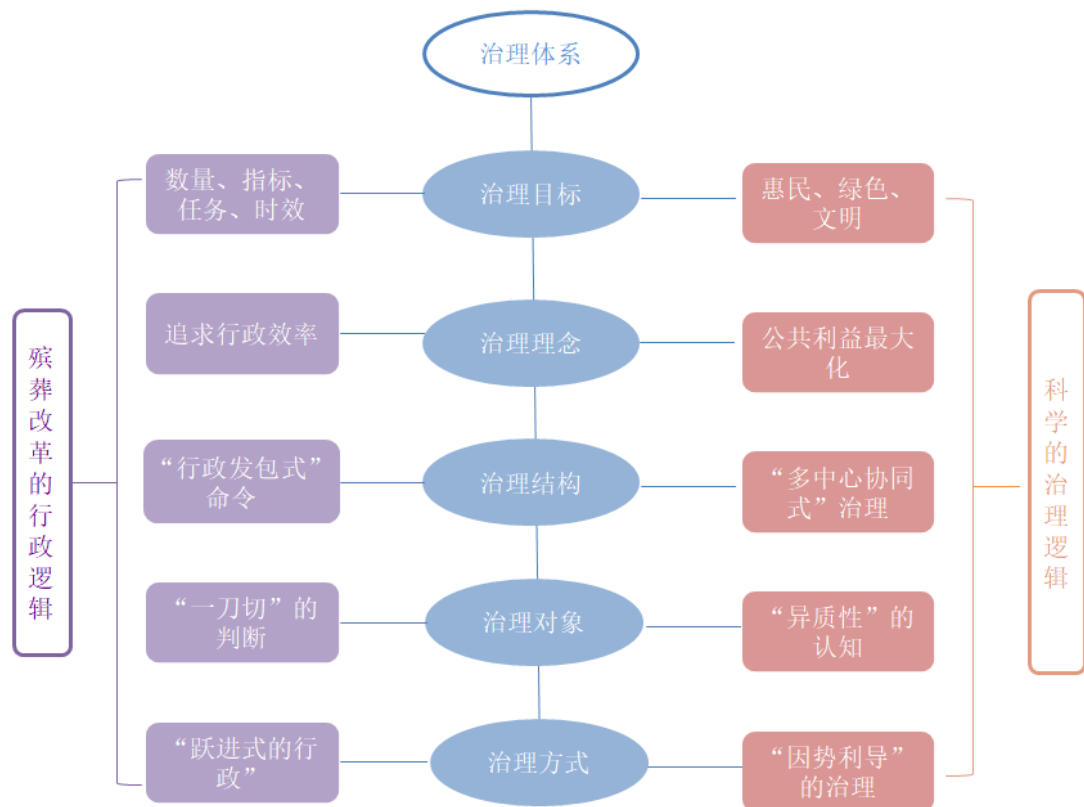 治理体系
数量、指标、
任务、时效
治理目标
惠民、绿色、
文明
追求行政效率
治理理念
公共利益最大
化
殡葬改革的行政逻辑
科学的治理逻辑
“行政发包式”
命令
治理结构
“多中心协同
式”治理
“一刀切”的
判断
治理对象
“异质性”的
认知
“跃进式的行
政”
治理方式
“因势利导”
的治理